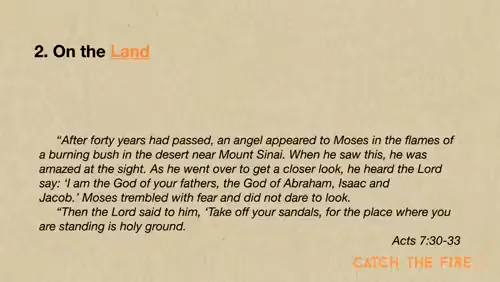 2. On the Land
“After forty years had passed, an angel appeared to Moses in the flames of
a burning bush in the desert near Mount Sinai. When he saw this, he was
amazed at the sight. As he went over to get a closer look, he heard the Lord
say: ‘I am the God of your fathers, the God of Abraham, Isaac and
Jacob.’ Moses trembled with fear and did not dare to look.
“Then the Lord said to him, ‘Take off your sandals, for the place where you
are standing is holy ground.
Acts 7:30-33
CATCH THE FIRE